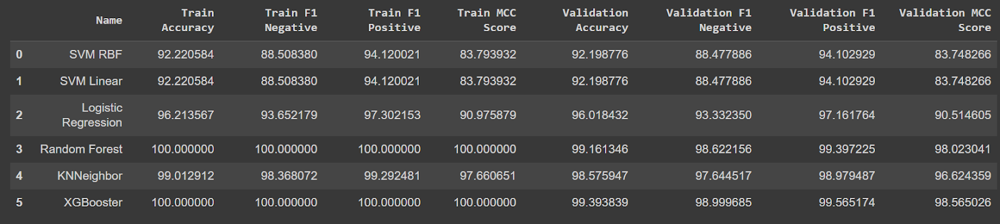 Name Train Accuracy Train F1 Negative Train F1 Positive Train MCC Score Validation Accuracy Validation F1 Negative Validation F1 Positive Validation MCC Score
0 SVM RBF 92.220584 88.508380 94.120021 83.793932 92.198776 88.477886 94.102929 83.748266
1 SVM Linear 92.220584 88.508380 94.120021 83.793932 92.198776 88.477886 94.102929 83.748266
2 Logistic Regression 96.213567 93.652179 97.302153 90.975879 96.018432 93.332350 97.161764 90.514605
3 Random Forest 100.000000 100.000000 100.000000 100.000000 99.161346 98.622156 99.397225 98.023041
4 KNNeighbor 99.012912 98.368072 99.292481 97.660651 98.575947 97.644517 98.979487 96.624359
5 XGBooster 100.000000 100.000000 100.000000 100.000000 99.393839 98.999685 99.565174 98.565026